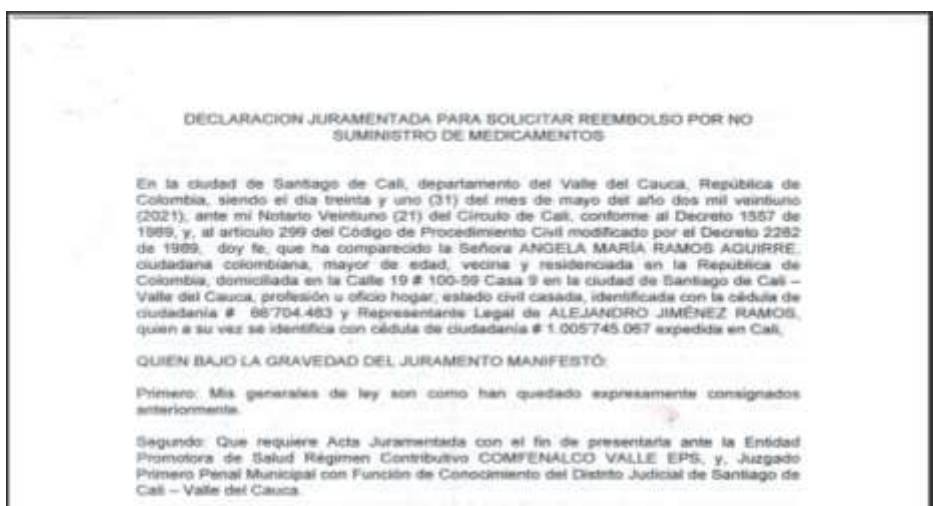 DECLARACION JURAMENTADA PARA SOLICITAR REEMBOLSO POR NO
SUMINISTRO DE MEDICAMENTOS
En la ciudad de Santiago de Cali, departamento del Valle del Cauca, República de
Colombia, siendo el día treinta y uno (31) del mes de mayo del año dos mil veintiuno
(2021), ante mí Notario Veintiuno (21) del Círculo de Cali, conforme al Decreto 1557 de
1989, y, al artículo 299 del Código de Procedimiento Civil modificado por el Decreto 2282
de 1989, doy fe, que ha comparecido la Señora ANGELA MARÍA RAMOS AGUIRRE,
ciudadana colombiana, mayor de edad, vecina y residenciada en la República de
Colombia, domiciliada en la Calle 19 # 100-59 Casa 9 en la ciudad de Santiago de Cali –
Valle del Cauca, profesión u oficio hogar, estado civil casada, identificada con la cédula de
ciudadanía # 66'704.463 y Representante Legal de ALEJANDRO JIMÉNEZ RAMOS,
quien a su vez se identifica con cédula de ciudadanía # 1.005'745.067 expedida en Cali,
QUIEN BAJO LA GRAVEDAD DEL JURAMENTO MANIFESTÓ:
Primero: Mis generales de ley son como han quedado expresamente consignados
anteriormente.
Segundo: Que requiere Acta Juramentada con el fin de presentarla ante la Entidad
Promotora de Salud Régimen Contributivo COMFENALCO VALLE EPS, y, Juzgado
Primero Penal Municipal con Función de Conocimiento del Distrito Judicial de Santiago de
Cali – Valle del Cauca.